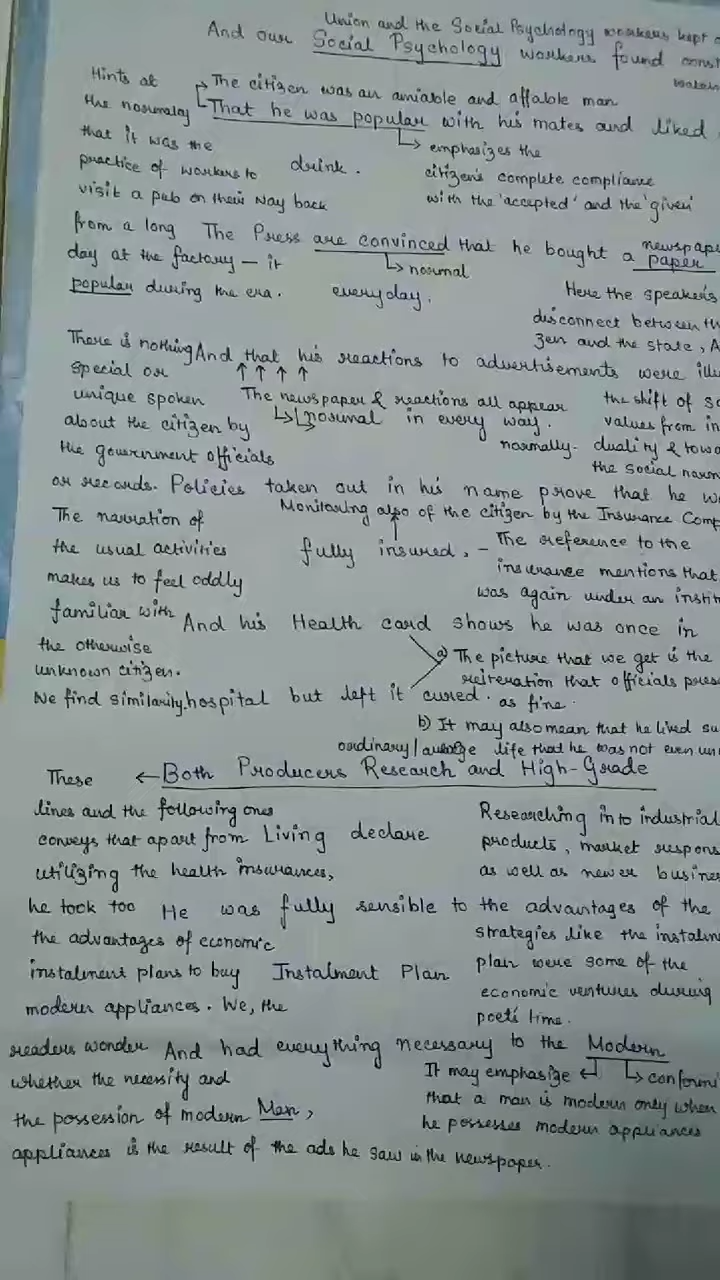 Union and the Social Psychology workers kept
And our Social Psychology workers found
Hints at The citizen was an amiable and affable man
the normalcy That he was popular with his mates and liked
that it was the emphasizes the
practice of workers to drink. citizen's complete compliance
visit a pub on their way back with the 'accepted' and the 'given'
from a long The Press are convinced that he bought a paper newspap
day at the factory — it normal
popular during the era. everyday. Here the speaker's
disconnect between th
There is nothing And that his reactions to advertisements were zen and the state, A
special or
unique spoken The newspaper & reactions all appear the shift of so
about the citizen by normal in every way. values from in
the government officials normally. duality & towa
the social norm
or records. Policies taken out in his name prove that he w
The narration of Monitoring also of the citizen by the Insurance Comp
the usual activities fully insured, - The reference to the
makes us to feel oddly insurance mentions that
was again under an instit
familiar with And his Health card shows he was once in
the otherwise a) The picture that we get is the
unknown citizen. reiteration that officials prese
We find similarity. hospital but left it cured. as fine.
b) It may also mean that he lived su
ordinary/average life that he was not even un
These Both Producers Research and High-Grade
lines and the following ones Researching into industrial
conveys that apart from Living declare products, market respons
utilizing the health insurances, as well as newer busines
he took too He was fully sensible to the advantages of the
the advantages of economic strategies like the instalm
instalment plans to buy Instalment Plan plan were some of the
modern appliances. We, the economic ventures during
poet's time.
readers wonder And had everything necessary to the Modern
whether the necessity and It may emphasize conformi
the possession of modern Man, that a man is modern only when
he possesses modern appliances
appliances is the result of the ads he saw in the newspaper.